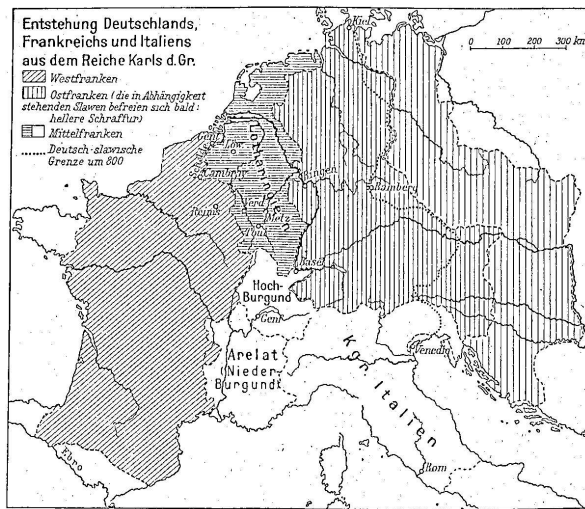 Entstehung Deutschlands,
Frankreichs und Italiens
aus dem Reiche Karls d.Gr.
Westfranken
Ostfranken (die in Abhängigkeit
stehenden Slawen befreien sich bald:
hellere Schraffur)
Mittelfranken
Deutsch-slawische
Grenze um 800
0 100 200 300 km
Kiel
Gent
Löw.
Cambray
Lotharingien
Bingen
Bamberg
Reims
Verd.
Metz
Toul
Basel
Hoch-
Burgund
Genf
Arelat
(Nieder-
Burgund)
Kgr. Italien
Venedig
Rom
Ebro